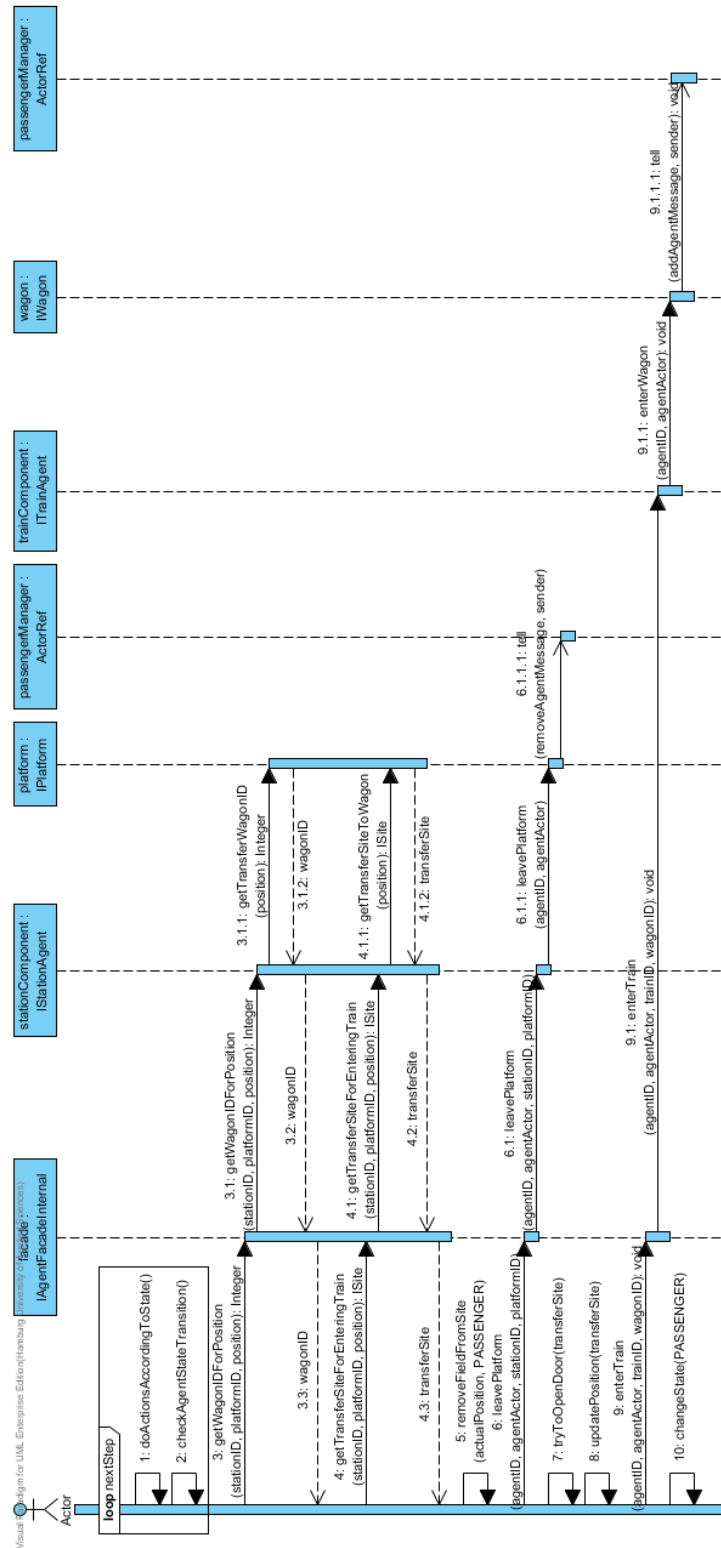 Visual Paradigm for UML Enterprise Edition(Hamburg University of Applied Sciences)
Actor
facade :
IAgentFacadeInternal
stationComponent :
IStationAgent
platform :
IPlatform
passengerManager :
ActorRef
trainComponent :
ITrainAgent
wagon :
IWagon
passengerManager :
ActorRef
loop nextStep
1: doActionsAccordingToState()
2: checkAgentStateTransition()
3: getWagonIDForPosition
(stationID, platformID, position): Integer
3.1: getWagonIDForPosition
(stationID, platformID, position): Integer
3.1.1: getTransferWagonID
(position): Integer
3.1.2: wagonID
3.2: wagonID
3.3: wagonID
4: getTransferSiteForEnteringTrain
(stationID, platformID, position): ISite
4.1: getTransferSiteForEnteringTrain
(stationID, platformID, position): ISite
4.1.1: getTransferSiteToWagon
(position): ISite
4.1.2: transferSite
4.2: transferSite
4.3: transferSite
5: removeFieldFromSite
(actualPosition, PASSENGER)
6: leavePlatform
(agentID, agentActor, stationID, platformID)
6.1: leavePlatform
(agentID, agentActor, stationID, platformID)
6.1.1: leavePlatform
(agentID, agentActor)
6.1.1.1: tell
(removeAgentMessage, sender)
7: tryToOpenDoor(transferSite)
8: updatePosition(transferSite)
9: enterTrain
(agentID, agentActor, trainID, wagonID): void
9.1: enterTrain
(agentID, agentActor, trainID, wagonID): void
9.1.1: enterWagon
(agentID, agentActor): void
9.1.1.1: tell
(addAgentMessage, sender): void
10: changeState(PASSENGER)